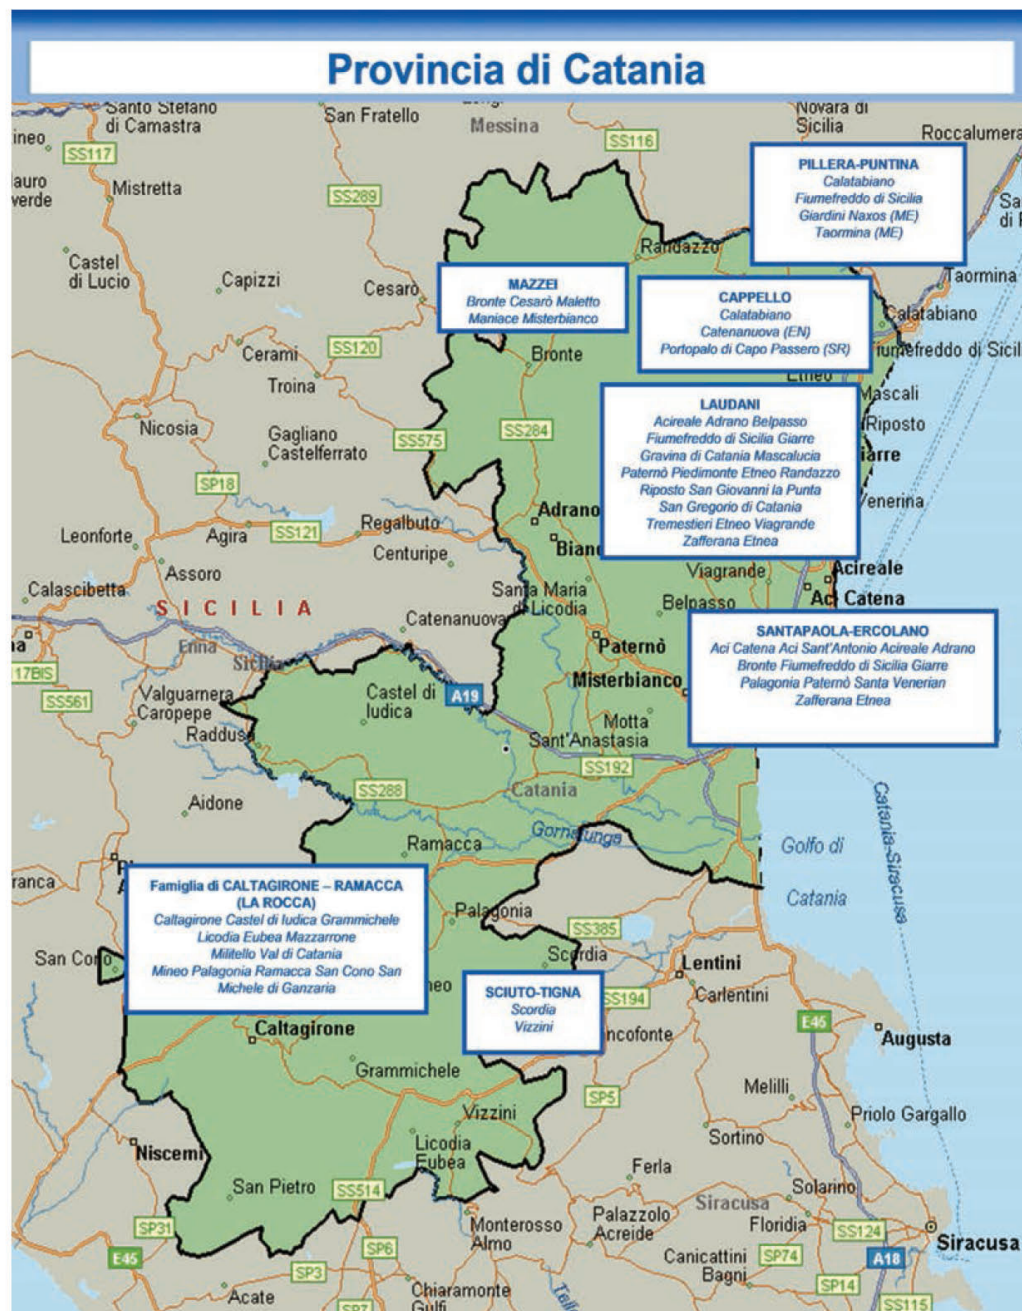 Provincia di Catania
Santo Stefano
di Camastra
San Fratello
Messina
Novara di
Sicilia
Roccalumera
SS117
SS116
SS289
Mistretta
PILLERA-PUNTINA
Calatabiano
Fiumefreddo di Sicilia
Giardini Naxos (ME)
Taormina (ME)
Castel
di Lucio
Capizzi
Cesarò
Randazzo
Taormina
MAZZEI
Bronte Cesarò Maletto
Maniace Misterbianco
CAPPELLO
Calatabiano
Catenanuova (EN)
Portopalo di Capo Passero (SR)
Calatabiano
Cerami
SS120
Troina
Bronte
Etneo
Mascali
Nicosia
Gagliano
Castelferrato
SS575
SS284
Riposto
LAUDANI
Acireale Adrano Belpasso
Fiumefreddo di Sicilia Giarre
Gravina di Catania Mascalucia
Paternò Piedimonte Etneo Randazzo
Riposto San Giovanni la Punta
San Gregorio di Catania
Tremestieri Etneo Viagrande
Zafferana Etnea
SP18
Venerina
Leonforte
Agira
SS121
Regalbuto
Adrano
Centuripe
Assoro
Calascibetta
Viagrande
Acireale
Aci Catena
Santa Maria
di Licodia
Belpasso
SICILIA
Catenanuova
Enna
Sicilia
Paternò
SANTAPAOLA-ERCOLANO
Aci Catena Aci Sant'Antonio Acireale Adrano
Bronte Fiumefreddo di Sicilia Giarre
Palagonia Paternò Santa Venerian
Zafferana Etnea
17BIS
SS561
Valguarnera
Caropepe
Castel di
Iudica
A19
Misterbianco
Raddusa
Motta
Sant'Anastasia
SS192
SS288
Catania
Aidone
Gornalunga
Ramacca
Golfo di
Catania
Catania-Siracusa
Famiglia di CALTAGIRONE – RAMACCA
(LA ROCCA)
Caltagirone Castel di Iudica Grammichele
Licodia Eubea Mazzarrone
Militello Val di Catania
Mineo Palagonia Ramacca San Cono San
Michele di Ganzaria
Palagonia
SS385
San Cono
Scordia
Lentini
Carlentini
SCIUTO-TIGNA
Scordia
Vizzini
SS194
Caltagirone
E45
Augusta
Grammichele
SP5
Melilli
Priolo Gargallo
Vizzini
Niscemi
Licodia
Eubea
Sortino
Ferla
San Pietro
SS514
Siracusa
Solarino
SP31
Monterosso
Almo
Palazzolo
Acreide
Floridia
SS124
Siracusa
E45
SP6
Canicattini
Bagni
SP74
A18
SP3
Acate
Chiaramonte
Gulfi
SP14
SS115
SP7